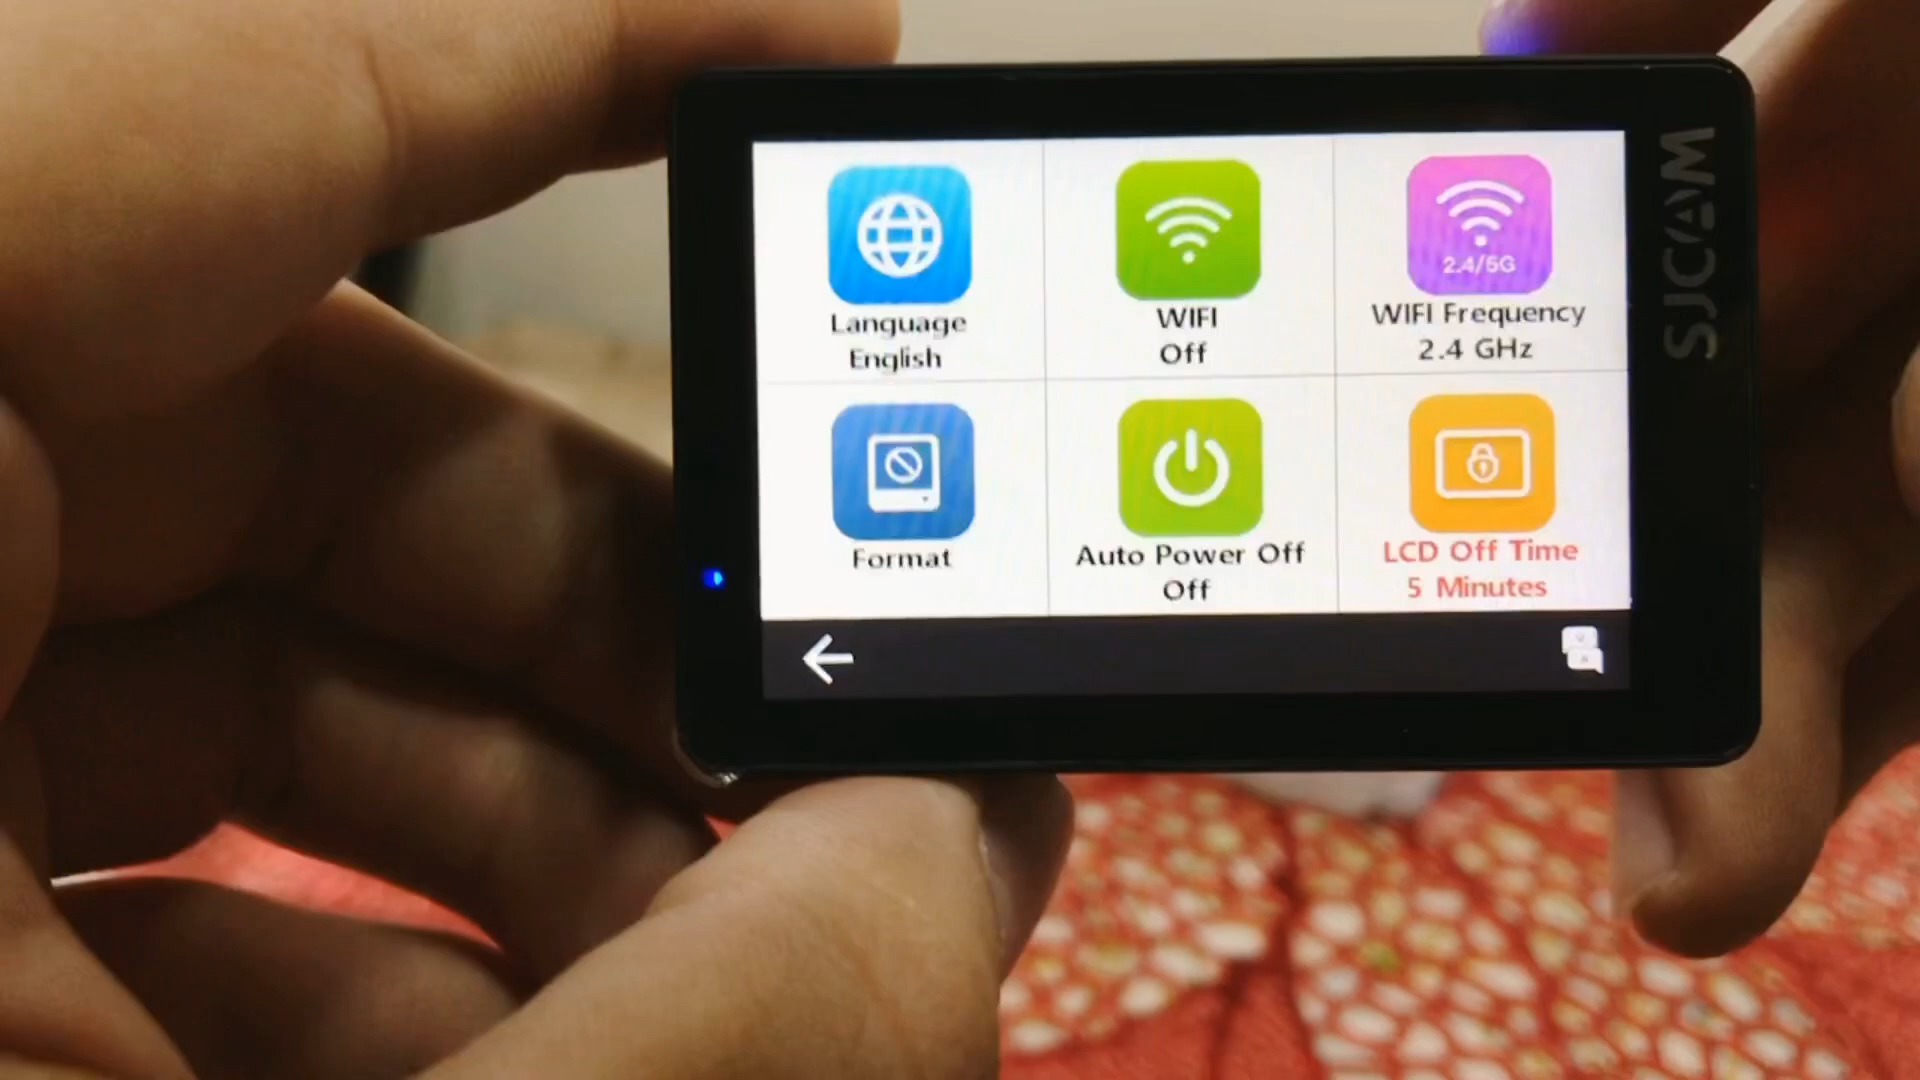 Language
English
WIFI
Off
2.4/5G
WIFI Frequency
2.4 GHz
Format
Auto Power Off
Off
LCD Off Time
5 Minutes
SJCAM